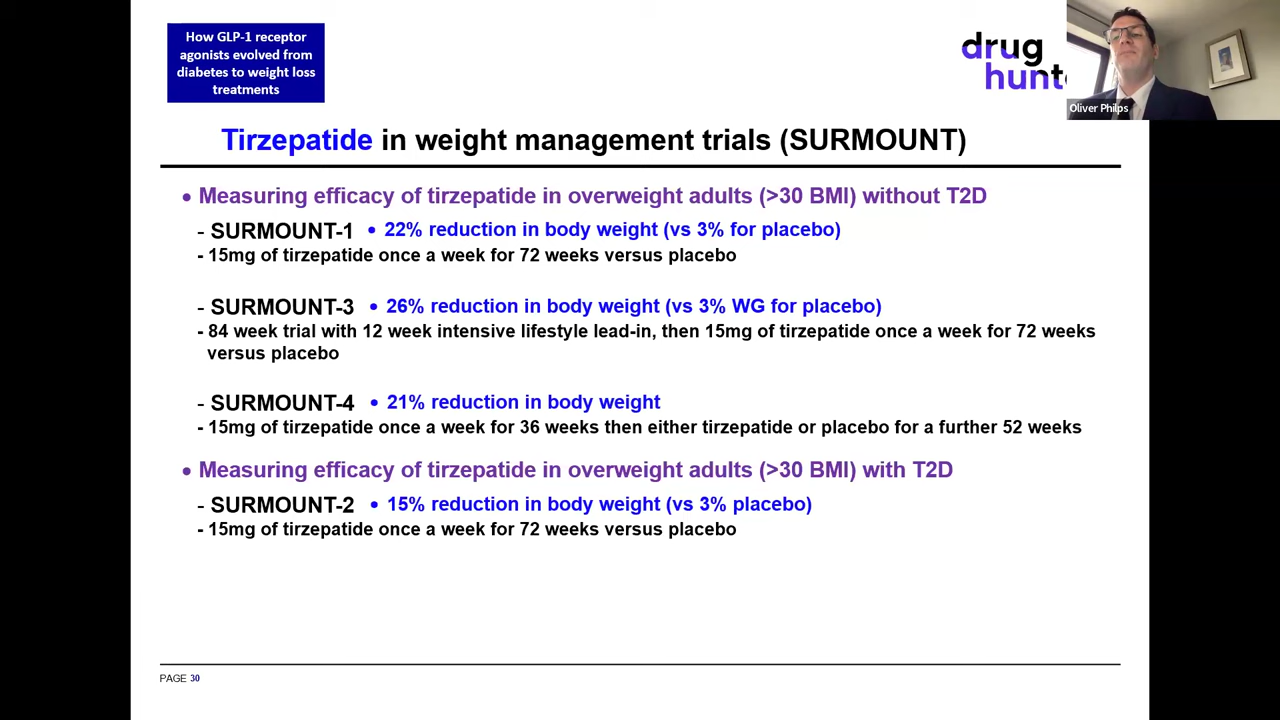 How GLP-1 receptor
agonists evolved from
diabetes to weight loss
treatments
drug
hunt
Oliver Philps
Tirzepatide in weight management trials (SURMOUNT)
• Measuring efficacy of tirzepatide in overweight adults (>30 BMI) without T2D
- SURMOUNT-1 • 22% reduction in body weight (vs 3% for placebo)
- 15mg of tirzepatide once a week for 72 weeks versus placebo
- SURMOUNT-3 • 26% reduction in body weight (vs 3% WG for placebo)
- 84 week trial with 12 week intensive lifestyle lead-in, then 15mg of tirzepatide once a week for 72 weeks
versus placebo
- SURMOUNT-4 • 21% reduction in body weight
- 15mg of tirzepatide once a week for 36 weeks then either tirzepatide or placebo for a further 52 weeks
• Measuring efficacy of tirzepatide in overweight adults (>30 BMI) with T2D
- SURMOUNT-2 • 15% reduction in body weight (vs 3% placebo)
- 15mg of tirzepatide once a week for 72 weeks versus placebo
PAGE 30